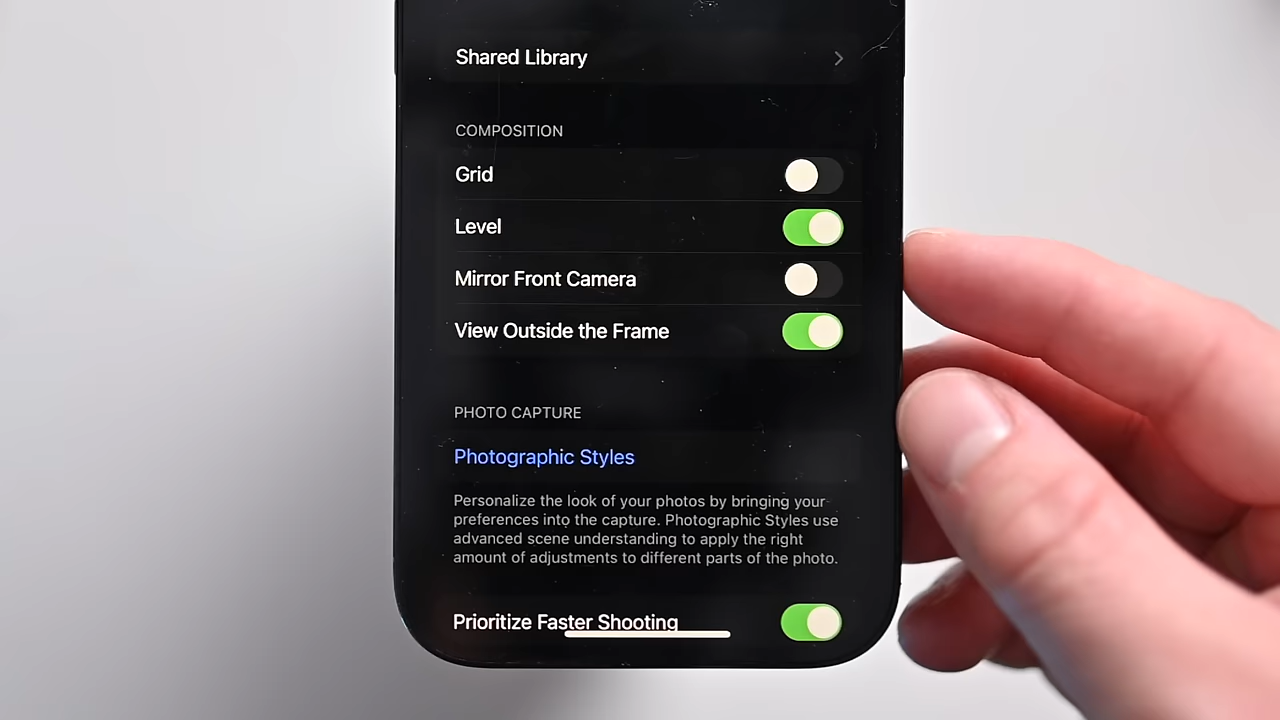 Shared Library
COMPOSITION
Grid
Level
Mirror Front Camera
View Outside the Frame
PHOTO CAPTURE
Photographic Styles
Personalize the look of your photos by bringing your
preferences into the capture. Photographic Styles use
advanced scene understanding to apply the right
amount of adjustments to different parts of the photo.
Prioritize Faster Shooting